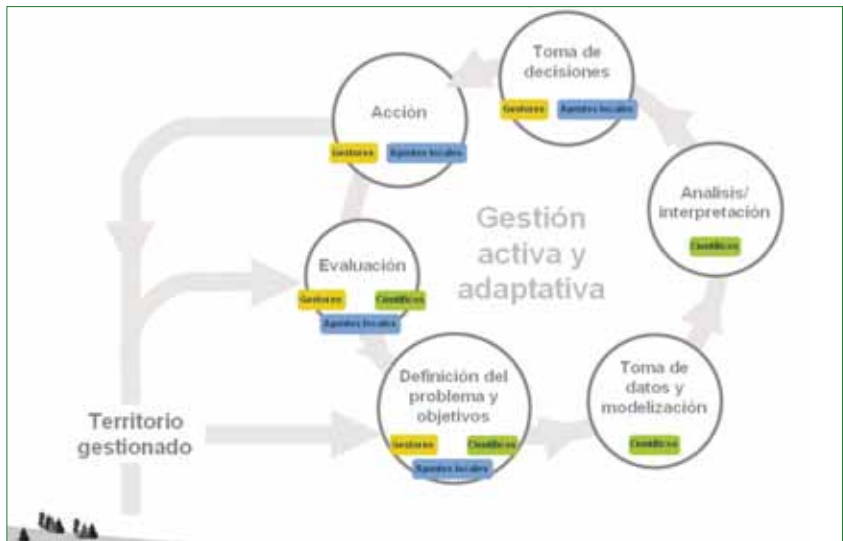 Toma de
decisiones
Gestores Agentes locales
Acción
Gestores Agentes locales
Analisis/
interpretación
Científicos
Gestión
activa y
adaptativa
Evaluación
Gestores Científicos
Agentes locales
Definición del
problema y
objetivos
Gestores Científicos
Agentes locales
Toma de
datos y
modelización
Científicos
Territorio
gestionado